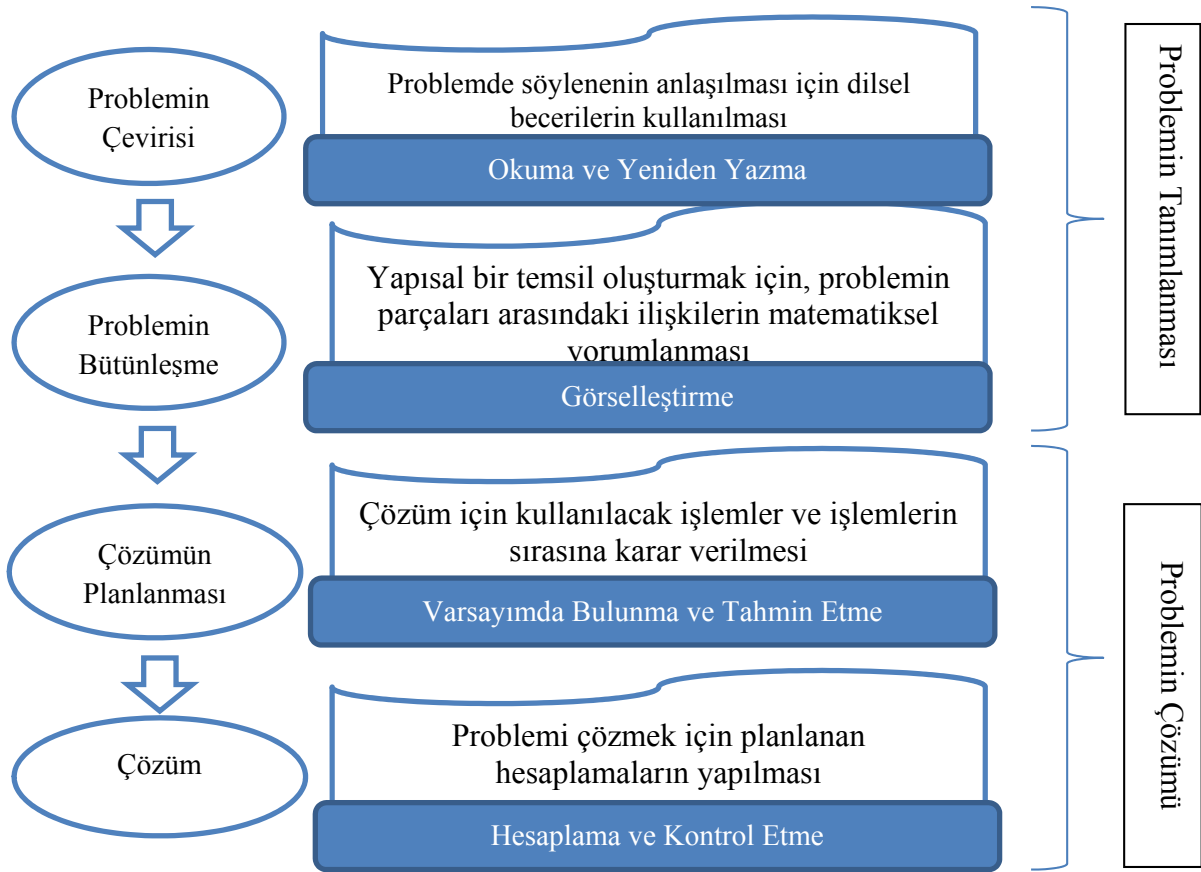 Problemin
Çevirisi
Problemde söylenenin anlaşılması için dilsel
becerilerin kullanılması
Okuma ve Yeniden Yazma
Problemin
Bütünleşme
Yapısal bir temsil oluşturmak için, problemin
parçaları arasındaki ilişkilerin matematiksel
yorumlanması
Görselleştirme
Problemin Tanımlanması
Çözümün
Planlanması
Çözüm için kullanılacak işlemler ve işlemlerin
sırasına karar verilmesi
Varsayımda Bulunma ve Tahmin Etme
Çözüm
Problemi çözmek için planlanan
hesaplamaların yapılması
Hesaplama ve Kontrol Etme
Problemin Çözümü